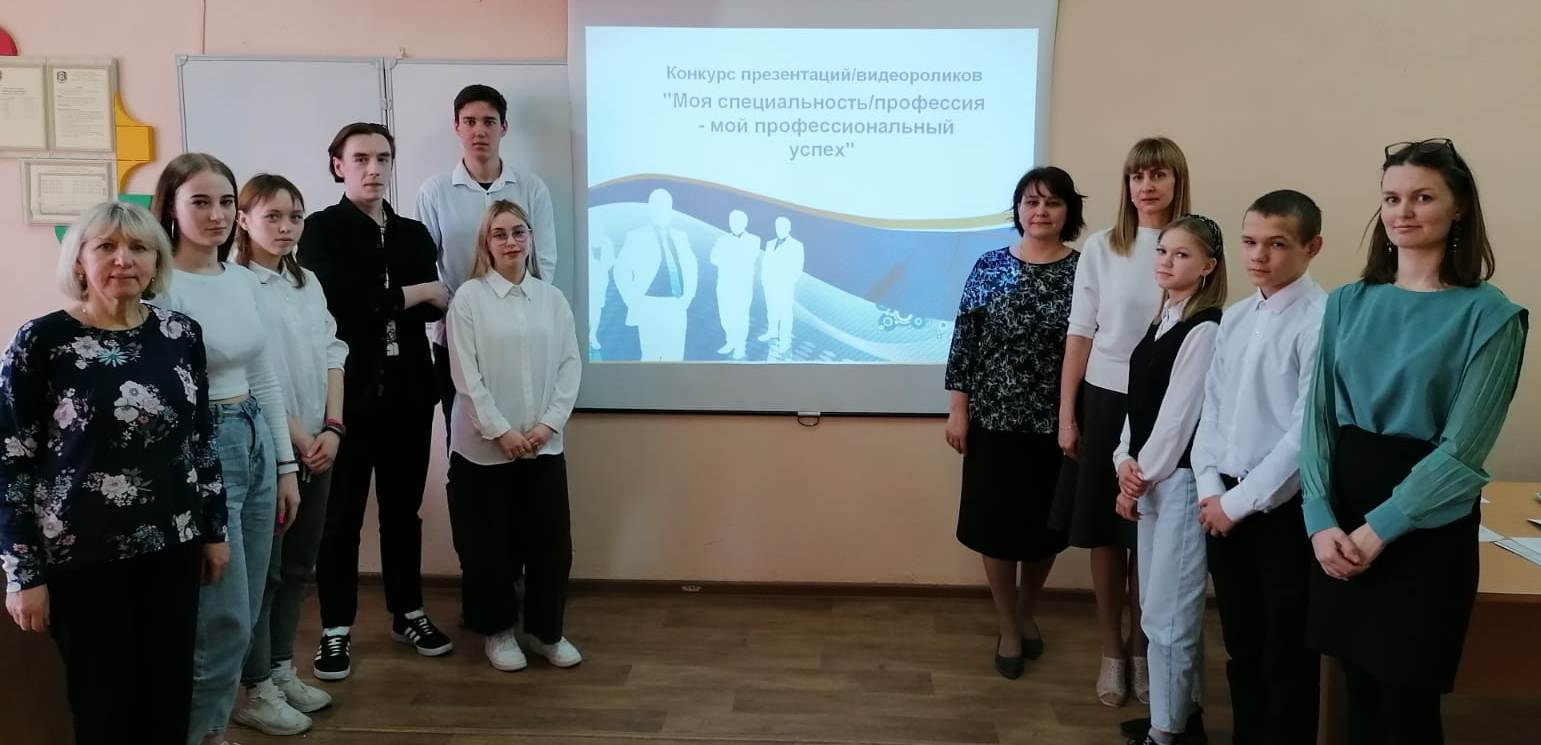 Конкурс презентаций/видеороликов
"Моя специальность/профессия
- мой профессиональный
успех"